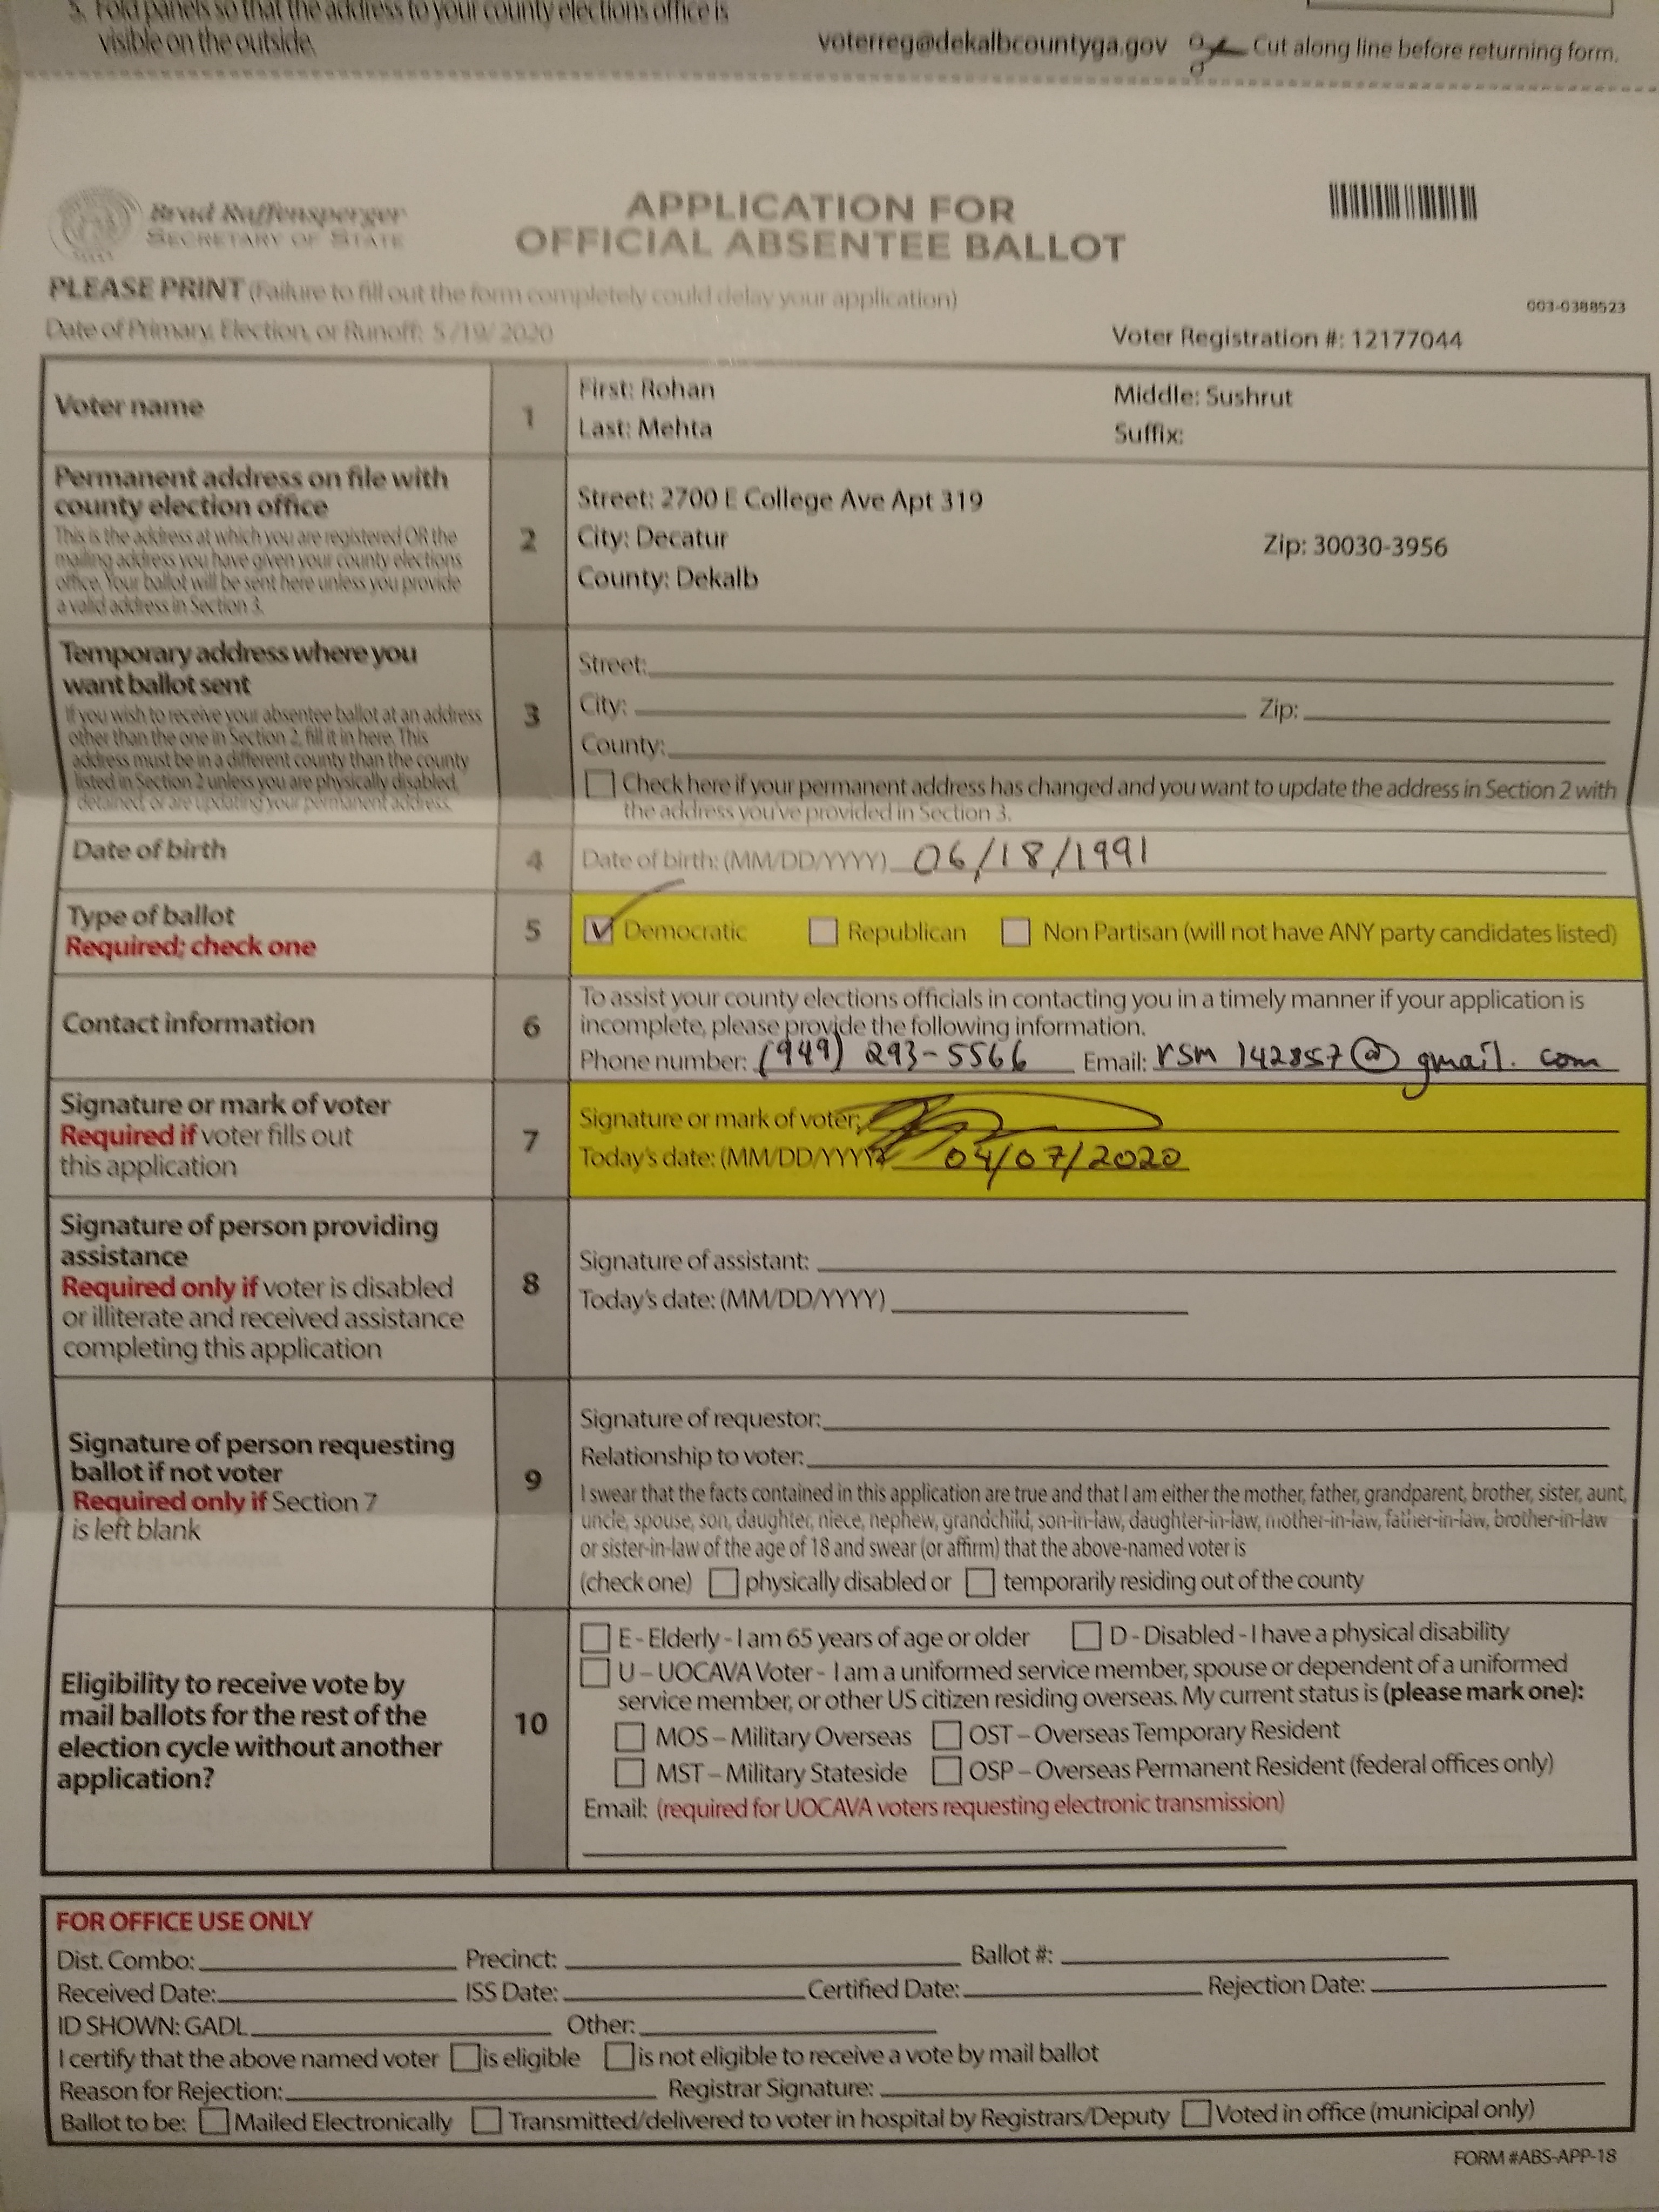 5. Fold panels so that the address to your county elections office is
visible on the outside.
voterreg@dekalbcountyga.gov Cut along line before returning form.
Brad Raffensperger
SECRETARY OF STATE
APPLICATION FOR
OFFICIAL ABSENTEE BALLOT
PLEASE PRINT (Failure to fill out the form completely could delay your application)
003-0388523
Date of Primary, Election, or Runoff: 5/19/2020
Voter Registration #: 12177044
Voter name
1
First: Rohan Middle: Sushrut
Last: Mehta Suffix:
Permanent address on file with
county election office
This is the address at which you are registered OR the
mailing address you have given your county elections
office. Your ballot will be sent here unless you provide
a valid address in Section 3.
2
Street: 2700 E College Ave Apt 319
City: Decatur Zip: 30030-3956
County: Dekalb
Temporary address where you
want ballot sent
If you wish to receive your absentee ballot at an address
other than the one in Section 2, fill it in here. This
address must be in a different county than the county
listed in Section 2 unless you are physically disabled,
detained, or are updating your permanent address.
3
Street:
City: Zip:
County:
Check here if your permanent address has changed and you want to update the address in Section 2 with
the address you've provided in Section 3.
Date of birth
4
Date of birth: (MM/DD/YYYY) 06/18/1991
Type of ballot
Required; check one
5
Democratic Republican Non Partisan (will not have ANY party candidates listed)
Contact information
6
To assist your county elections officials in contacting you in a timely manner if your application is
incomplete, please provide the following information.
Phone number: (949) 293-5566 Email: rsm142857@gmail.com
Signature or mark of voter
Required if voter fills out
this application
7
Signature or mark of voter:
Today's date: (MM/DD/YYYY) 04/07/2020
Signature of person providing
assistance
Required only if voter is disabled
or illiterate and received assistance
completing this application
8
Signature of assistant:
Today's date: (MM/DD/YYYY)
Signature of person requesting
ballot if not voter
Required only if Section 7
is left blank
9
Signature of requestor:
Relationship to voter:
I swear that the facts contained in this application are true and that I am either the mother, father, grandparent, brother, sister, aunt,
uncle, spouse, son, daughter, niece, nephew, grandchild, son-in-law, daughter-in-law, mother-in-law, father-in-law, brother-in-law
or sister-in-law of the age of 18 and swear (or affirm) that the above-named voter is
(check one) physically disabled or temporarily residing out of the county
Eligibility to receive vote by
mail ballots for the rest of the
election cycle without another
application?
10
E - Elderly - I am 65 years of age or older D - Disabled - I have a physical disability
U – UOCAVA Voter - I am a uniformed service member, spouse or dependent of a uniformed
service member, or other US citizen residing overseas. My current status is (please mark one):
MOS – Military Overseas OST – Overseas Temporary Resident
MST – Military Stateside OSP – Overseas Permanent Resident (federal offices only)
Email: (required for UOCAVA voters requesting electronic transmission)
FOR OFFICE USE ONLY
Dist. Combo: Precinct: Ballot #:
Received Date: ISS Date: Certified Date: Rejection Date:
ID SHOWN: GADL Other:
I certify that the above named voter is eligible is not eligible to receive a vote by mail ballot
Reason for Rejection: Registrar Signature:
Ballot to be: Mailed Electronically Transmitted/delivered to voter in hospital by Registrars/Deputy Voted in office (municipal only)
FORM #ABS-APP-18